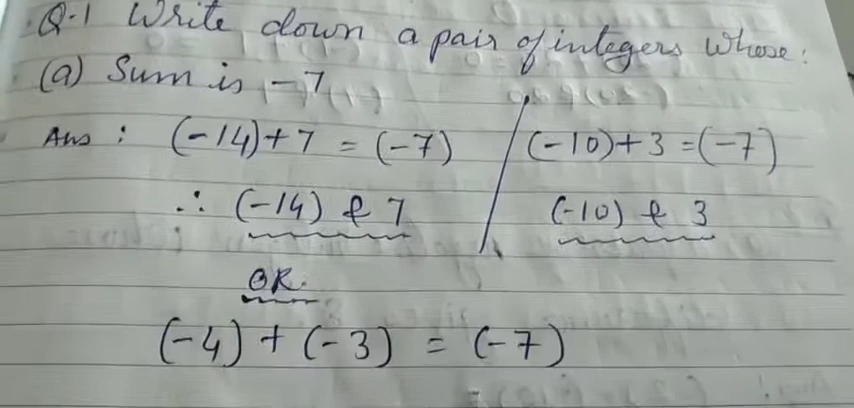 Q.1 Write down a pair of integers whose:
(a) Sum is -7
Ans : (-14)+7 = (-7) / (-10)+3 = (-7)
∴ (-14) & 7 (-10) & 3
OR.
(-4) + (-3) = (-7)